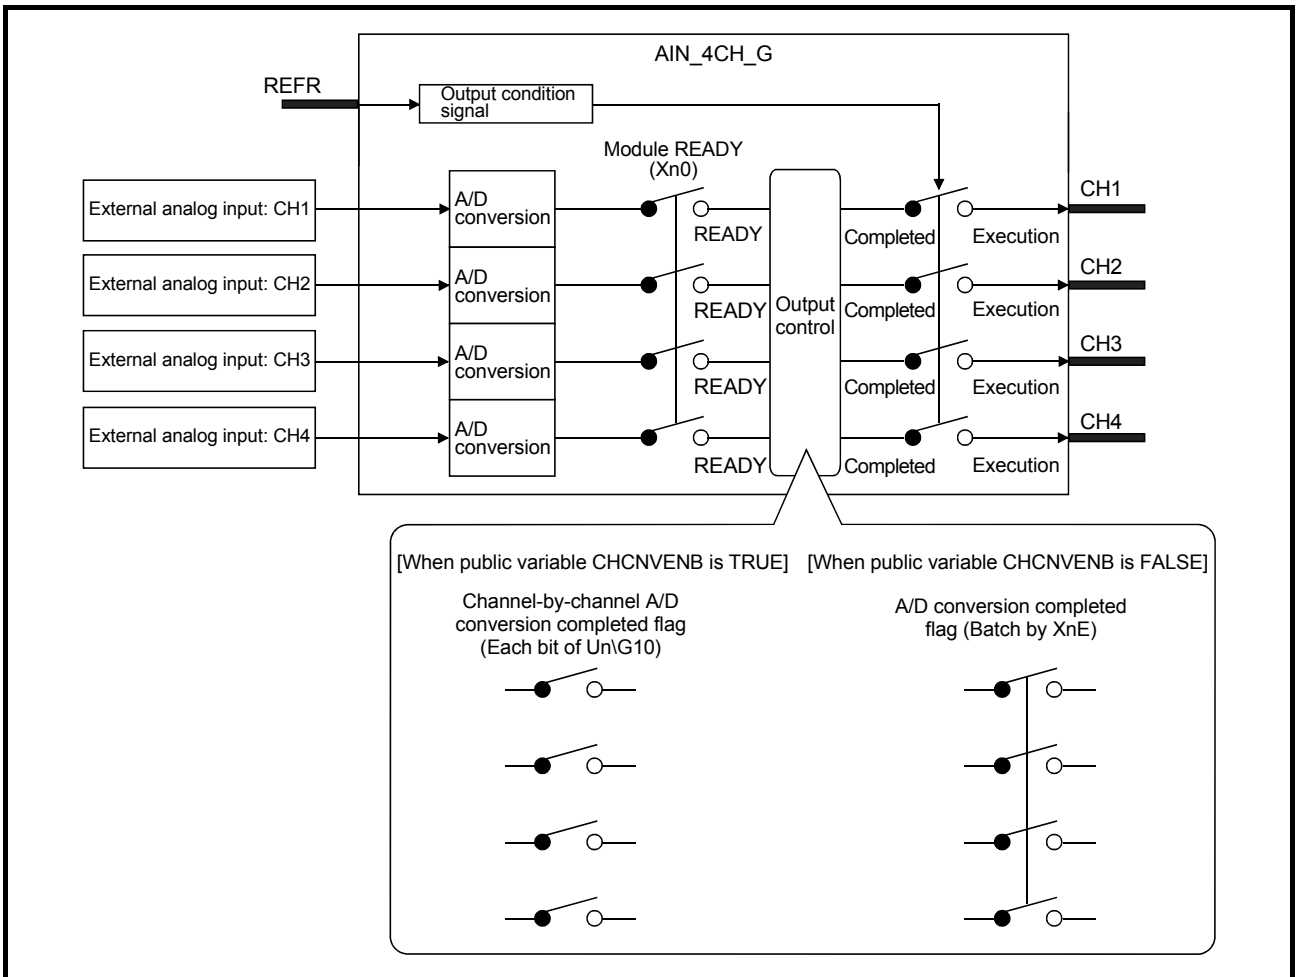 AIN_4CH_G
REFR
Output condition
signal
Module READY
(Xn0)
External analog input: CH1
A/D
conversion
READY
Completed
Execution
CH1
External analog input: CH2
A/D
conversion
READY
Completed
Execution
CH2
Output
control
External analog input: CH3
A/D
conversion
READY
Completed
Execution
CH3
External analog input: CH4
A/D
conversion
READY
Completed
Execution
CH4
[When public variable CHCNVENB is TRUE]
Channel-by-channel A/D
conversion completed flag
(Each bit of Un\G10)
[When public variable CHCNVENB is FALSE]
A/D conversion completed
flag (Batch by XnE)